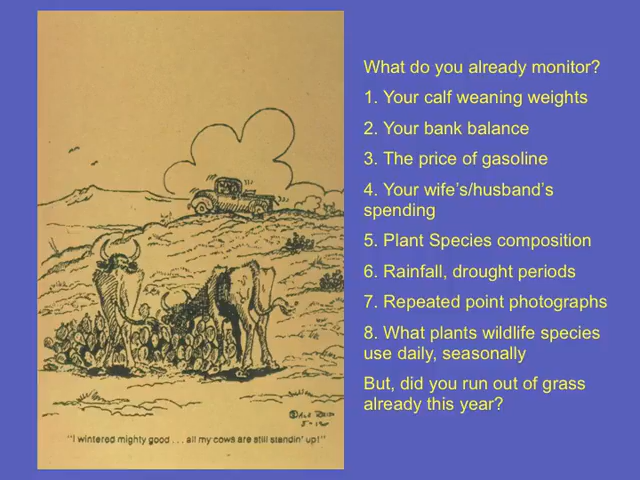 What do you already monitor?
1. Your calf weaning weights
2. Your bank balance
3. The price of gasoline
4. Your wife's/husband's
spending
5. Plant Species composition
6. Rainfall, drought periods
7. Repeated point photographs
8. What plants wildlife species
use daily, seasonally
But, did you run out of grass
already this year?
"I wintered mighty good . . . all my cows are still standin' up!"